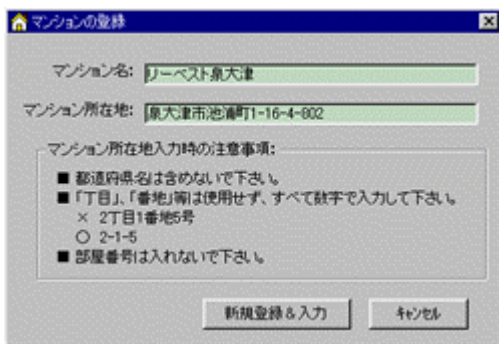 マンションの登録
マンション名: リーベスト泉大津
マンション所在地: 泉大津市池浦町1-16-4-802
マンション所在地入力時の注意事項:
■ 都道府県名は含めないで下さい。
■「丁目」、「番地」等は使用せず、すべて数字で入力して下さい。
× 2丁目1番地5号
○ 2-1-5
■ 部屋番号は入れないで下さい。
新規登録&入力
キャンセル